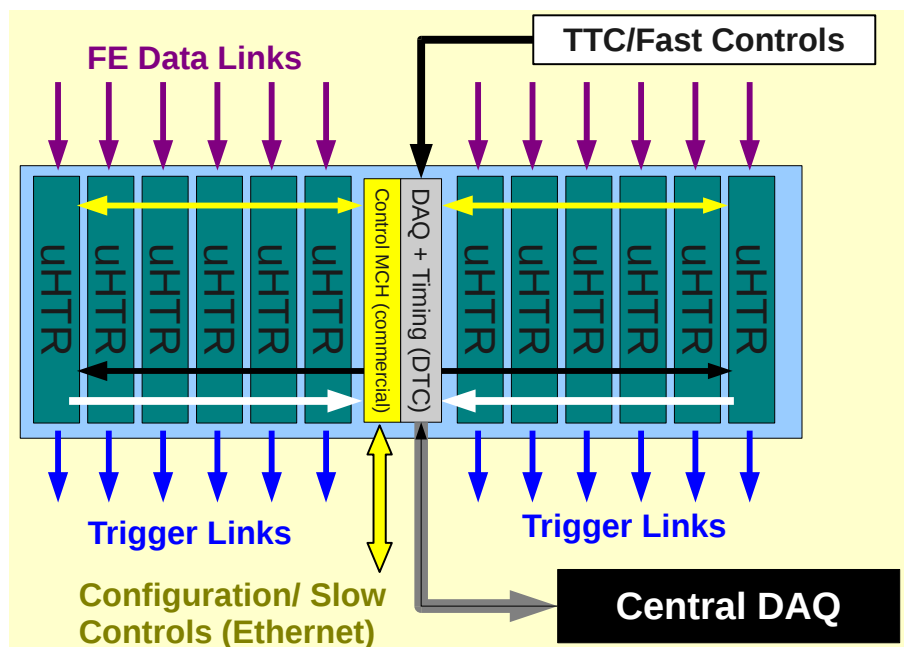 TTC/Fast Controls
FE Data Links
uHTR
uHTR
uHTR
uHTR
uHTR
uHTR
Control MCH (commercial)
DAQ + Timing (DTC)
uHTR
uHTR
uHTR
uHTR
uHTR
uHTR
Trigger Links
Trigger Links
Configuration/ Slow
Controls (Ethernet)
Central DAQ